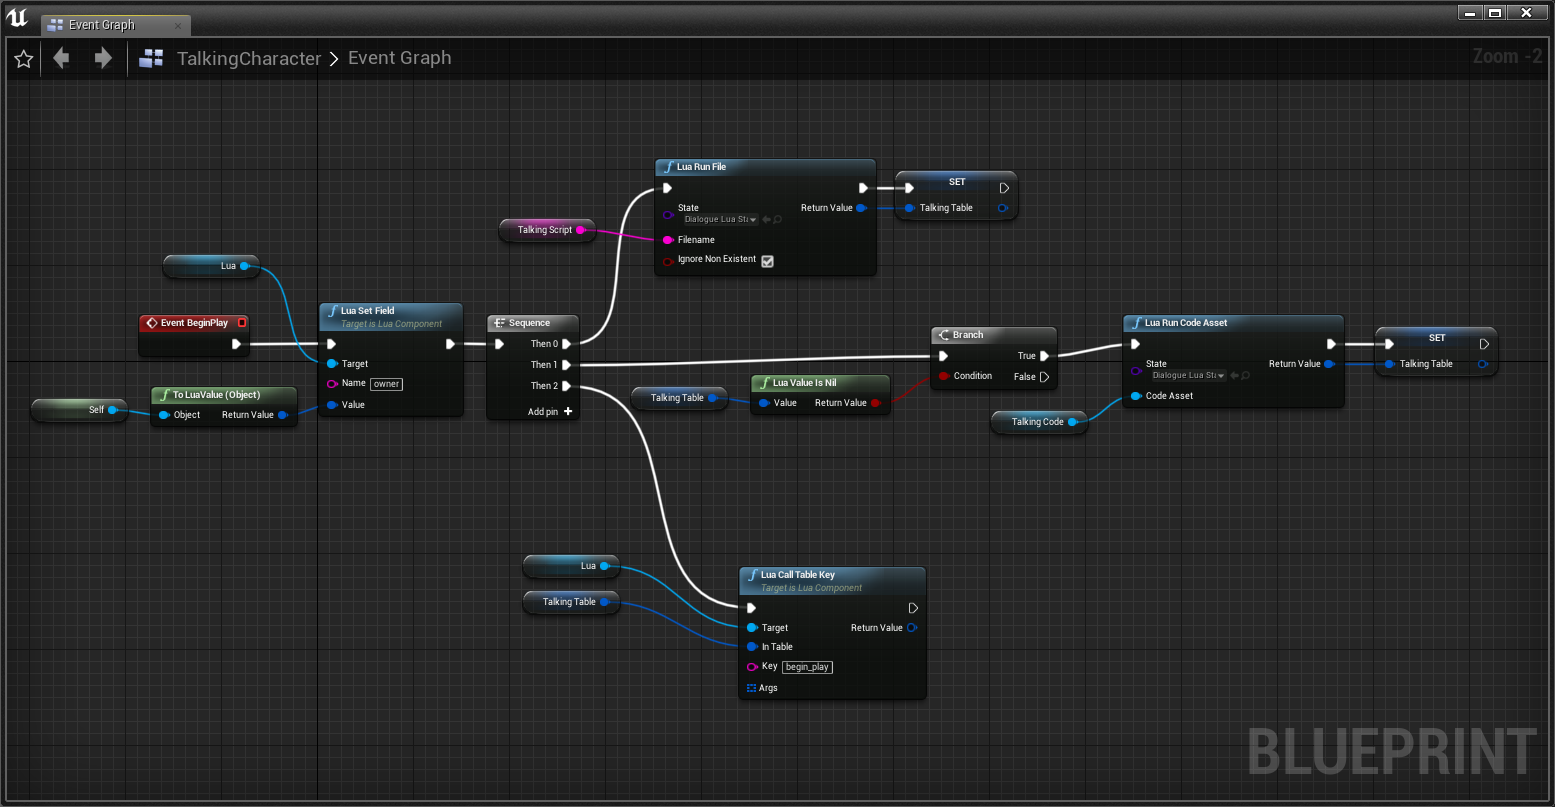 Event Graph
TalkingCharacter > Event Graph
Zoom -2
Lua Run File
State
Dialogue Lua Sta
Return Value
Filename
Ignore Non Existent
SET
Talking Table
Talking Script
Lua
Event BeginPlay
Lua Set Field
Target is Lua Component
Target
Name owner
Value
Self
To LuaValue (Object)
Object Return Value
Sequence
Then 0
Then 1
Then 2
Add pin
Talking Table
Lua Value Is Nil
Value Return Value
Branch
True
Condition False
Talking Code
Lua Run Code Asset
State
Dialogue Lua Sta
Return Value
Code Asset
SET
Talking Table
Lua
Talking Table
Lua Call Table Key
Target is Lua Component
Target Return Value
In Table
Key begin_play
Args
BLUEPRINT